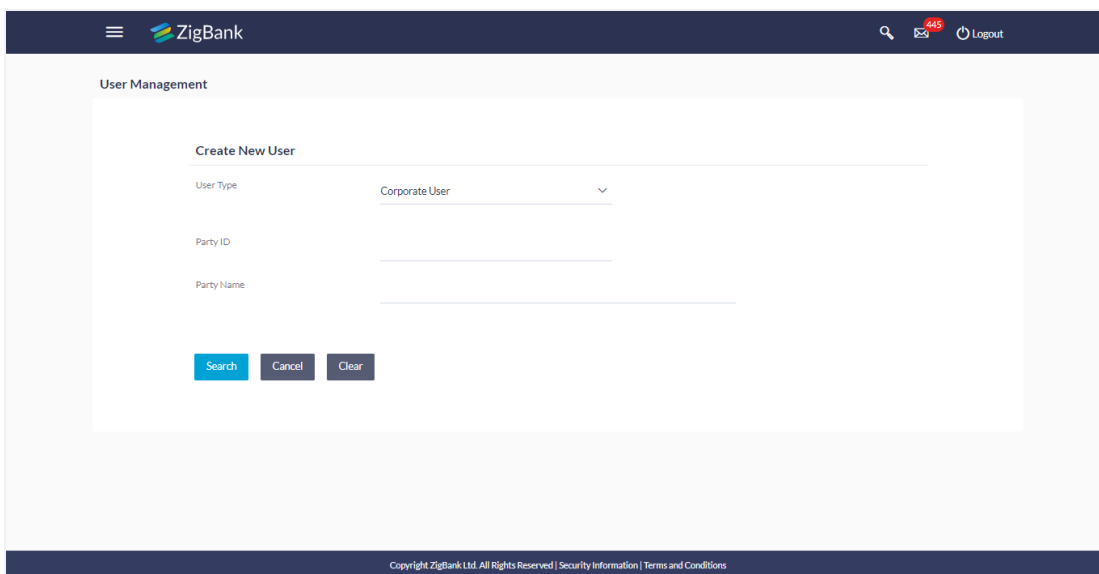 ZigBank
445
Logout
User Management
Create New User
User Type
Corporate User
Party ID
Party Name
Search Cancel Clear
Copyright ZigBank Ltd. All Rights Reserved | Security Information | Terms and Conditions